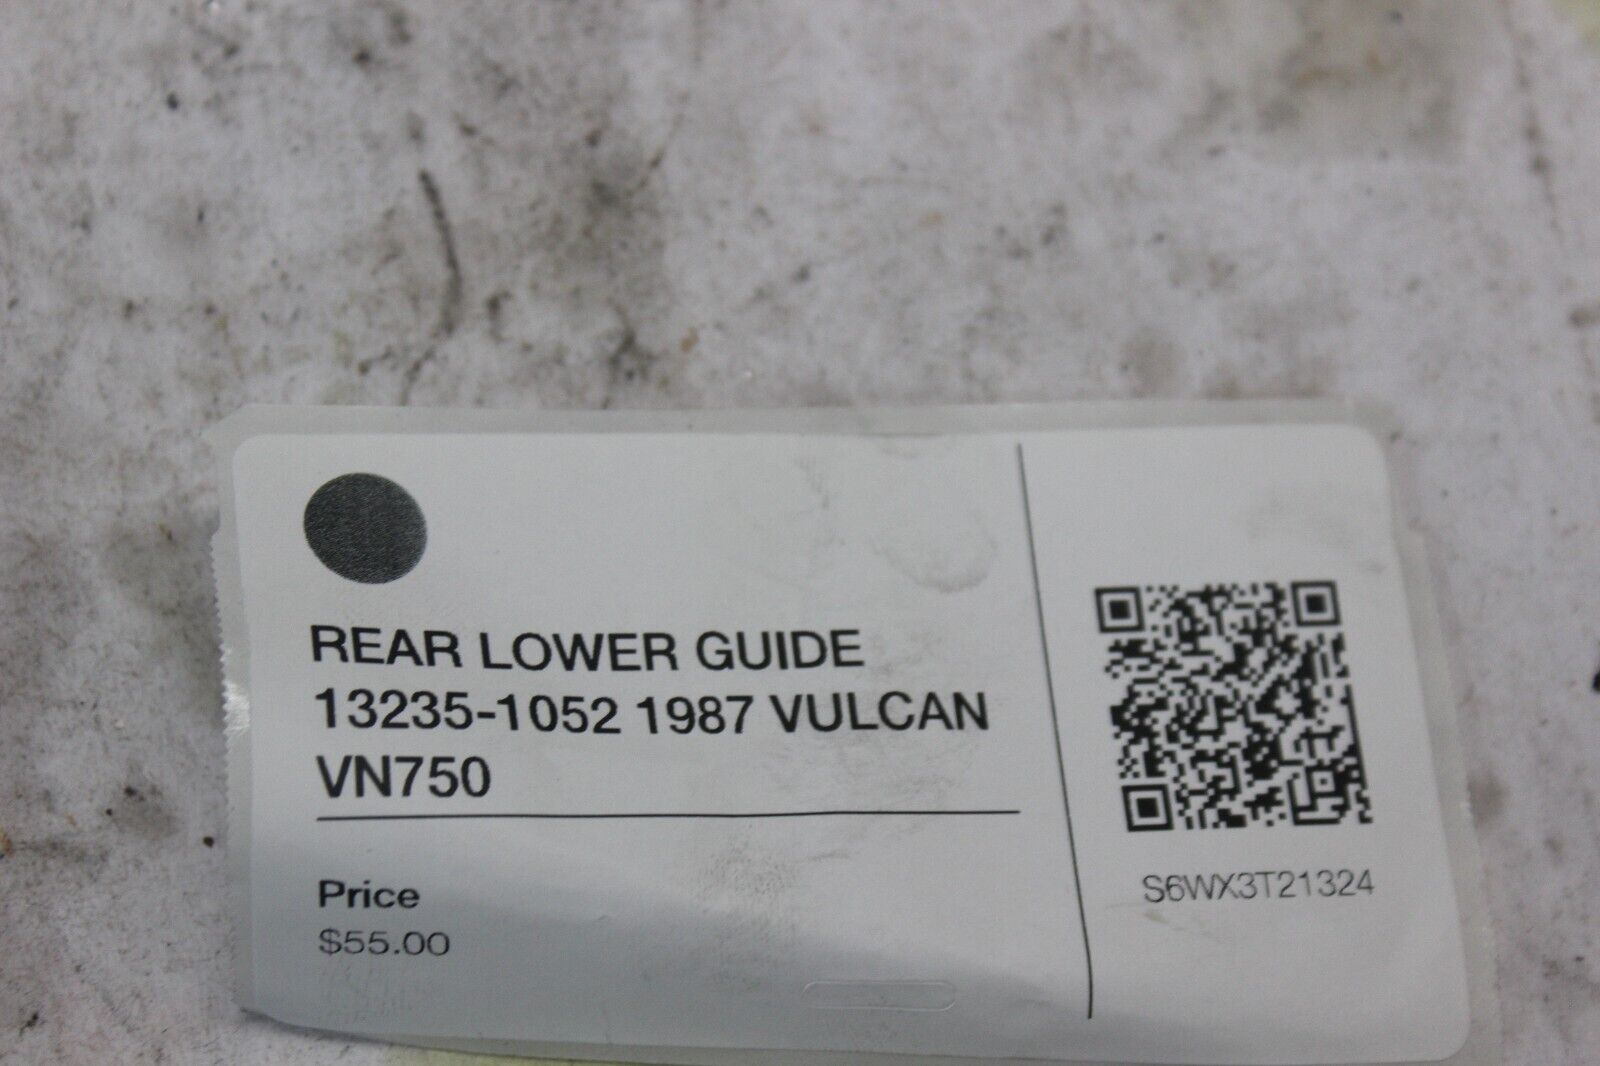 REAR LOWER GUIDE
13235-1052 1987 VULCAN
VN750
Price
$55.00
S6WX3T21324